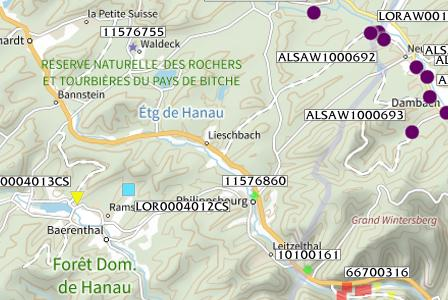 la Petite Suisse
LORAW001
11576755
Waldeck
ALSAW1000692
RÉSERVE NATURELLE DES ROCHERS
ET TOURBIÈRES DU PAYS DE BITCHE
Bannstein
Étg de Hanau
Dambach
ALSAW1000693
Lieschbach
0004013CS
11576860
LOR0004012CS
Philippsbourg
Baerenthal
Grand Wintersberg
Leitzelthal
10100161
Forêt Dom.
de Hanau
66700316